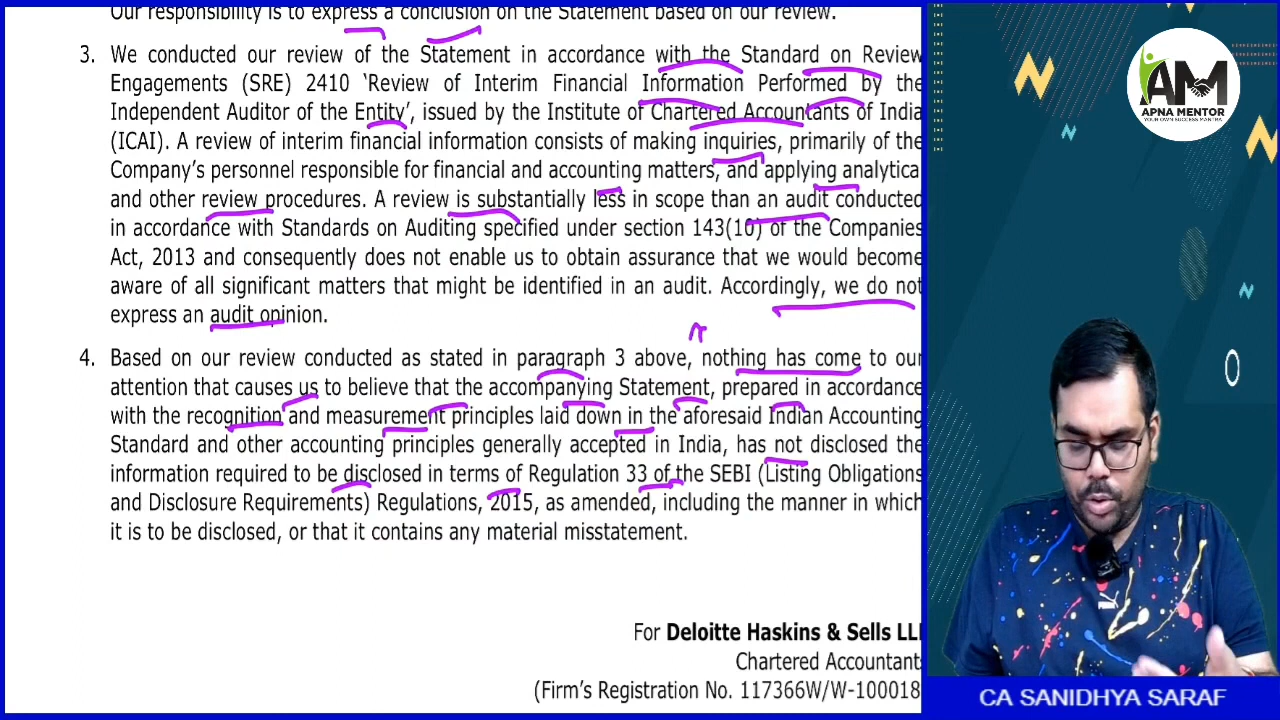 Our responsibility is to express a conclusion on the Statement based on our review.
3. We conducted our review of the Statement in accordance with the Standard on Review
Engagements (SRE) 2410 ‘Review of Interim Financial Information Performed by the
Independent Auditor of the Entity’, issued by the Institute of Chartered Accountants of India
(ICAI). A review of interim financial information consists of making inquiries, primarily of the
Company’s personnel responsible for financial and accounting matters, and applying analytica
and other review procedures. A review is substantially less in scope than an audit conducted
in accordance with Standards on Auditing specified under section 143(10) of the Companies
Act, 2013 and consequently does not enable us to obtain assurance that we would become
aware of all significant matters that might be identified in an audit. Accordingly, we do not
express an audit opinion.
4. Based on our review conducted as stated in paragraph 3 above, nothing has come to our
attention that causes us to believe that the accompanying Statement, prepared in accordance
with the recognition and measurement principles laid down in the aforesaid Indian Accounting
Standard and other accounting principles generally accepted in India, has not disclosed the
information required to be disclosed in terms of Regulation 33 of the SEBI (Listing Obligations
and Disclosure Requirements) Regulations, 2015, as amended, including the manner in which
it is to be disclosed, or that it contains any material misstatement.
For Deloitte Haskins & Sells LL
Chartered Accountants
(Firm’s Registration No. 117366W/W-100018
AM
APNA MENTOR
YOUR OWN SUCCESS MANTRA
CA SANIDHYA SARAF